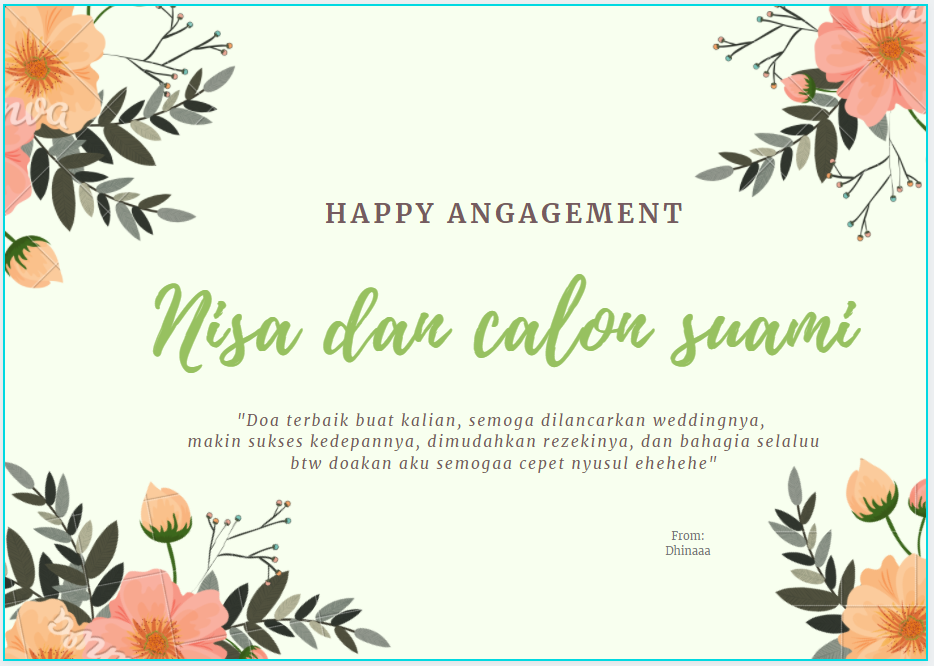 HAPPY ANGAGEMENT
Nisa dan calon suami
"Doa terbaik buat kalian, semoga dilancarkan weddingnya,
makin sukses kedepannya, dimudahkan rezekinya, dan bahagia selaluu
btw doakan aku semogaa cepet nyusul ehehehe"
From:
Dhinaaa